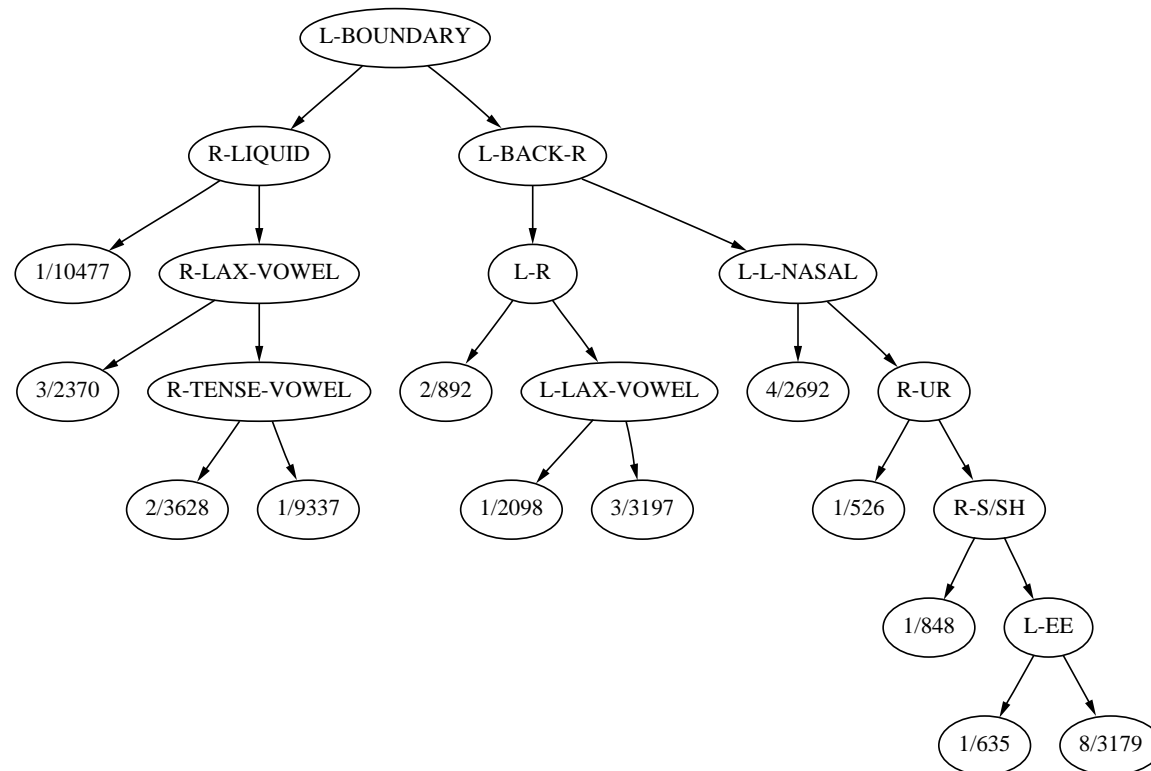 L-BOUNDARY
R-LIQUID
L-BACK-R
1/10477
R-LAX-VOWEL
L-R
L-L-NASAL
3/2370
R-TENSE-VOWEL
2/892
L-LAX-VOWEL
4/2692
R-UR
2/3628
1/9337
1/2098
3/3197
1/526
R-S/SH
1/848
L-EE
1/635
8/3179